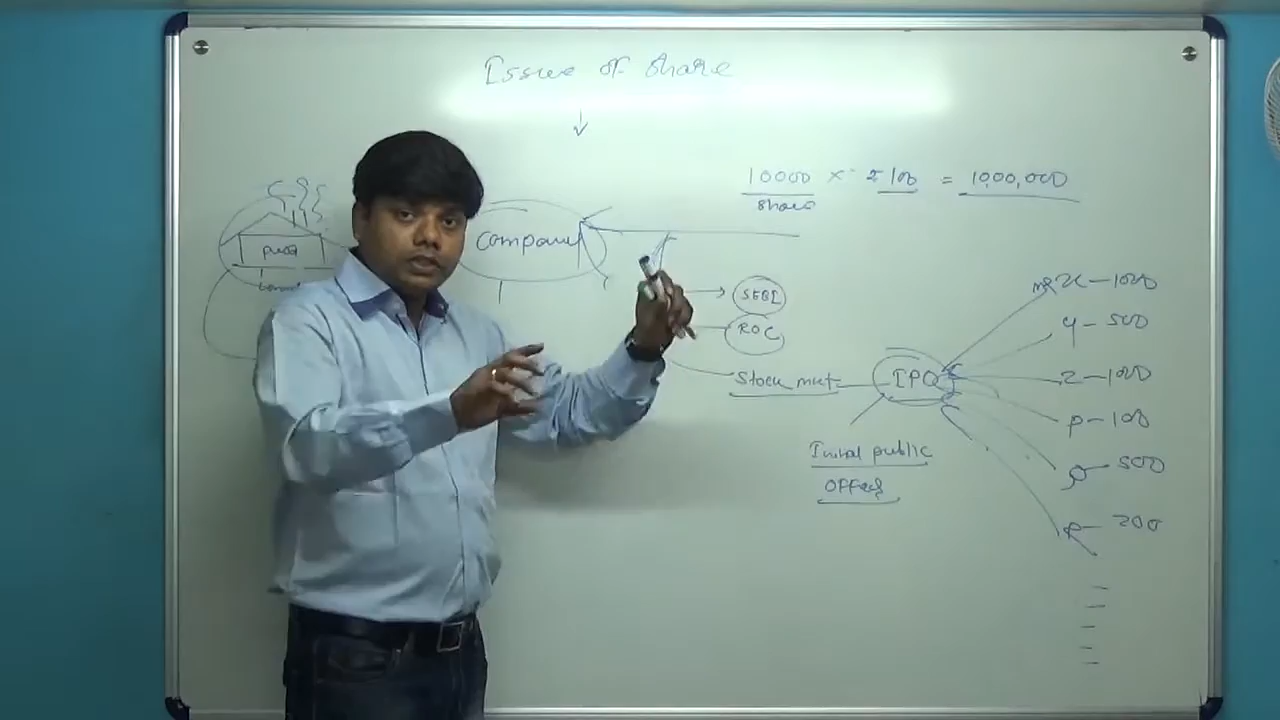 Issue of Share
10000 × ₹ 100 = 1000,000
Share
Company
SEBI
ROC
Stock mkt
IPO
Initial public
Offer
Mr X - 1000
Y - 500
Z - 1000
P - 100
Q - 500
R - 200